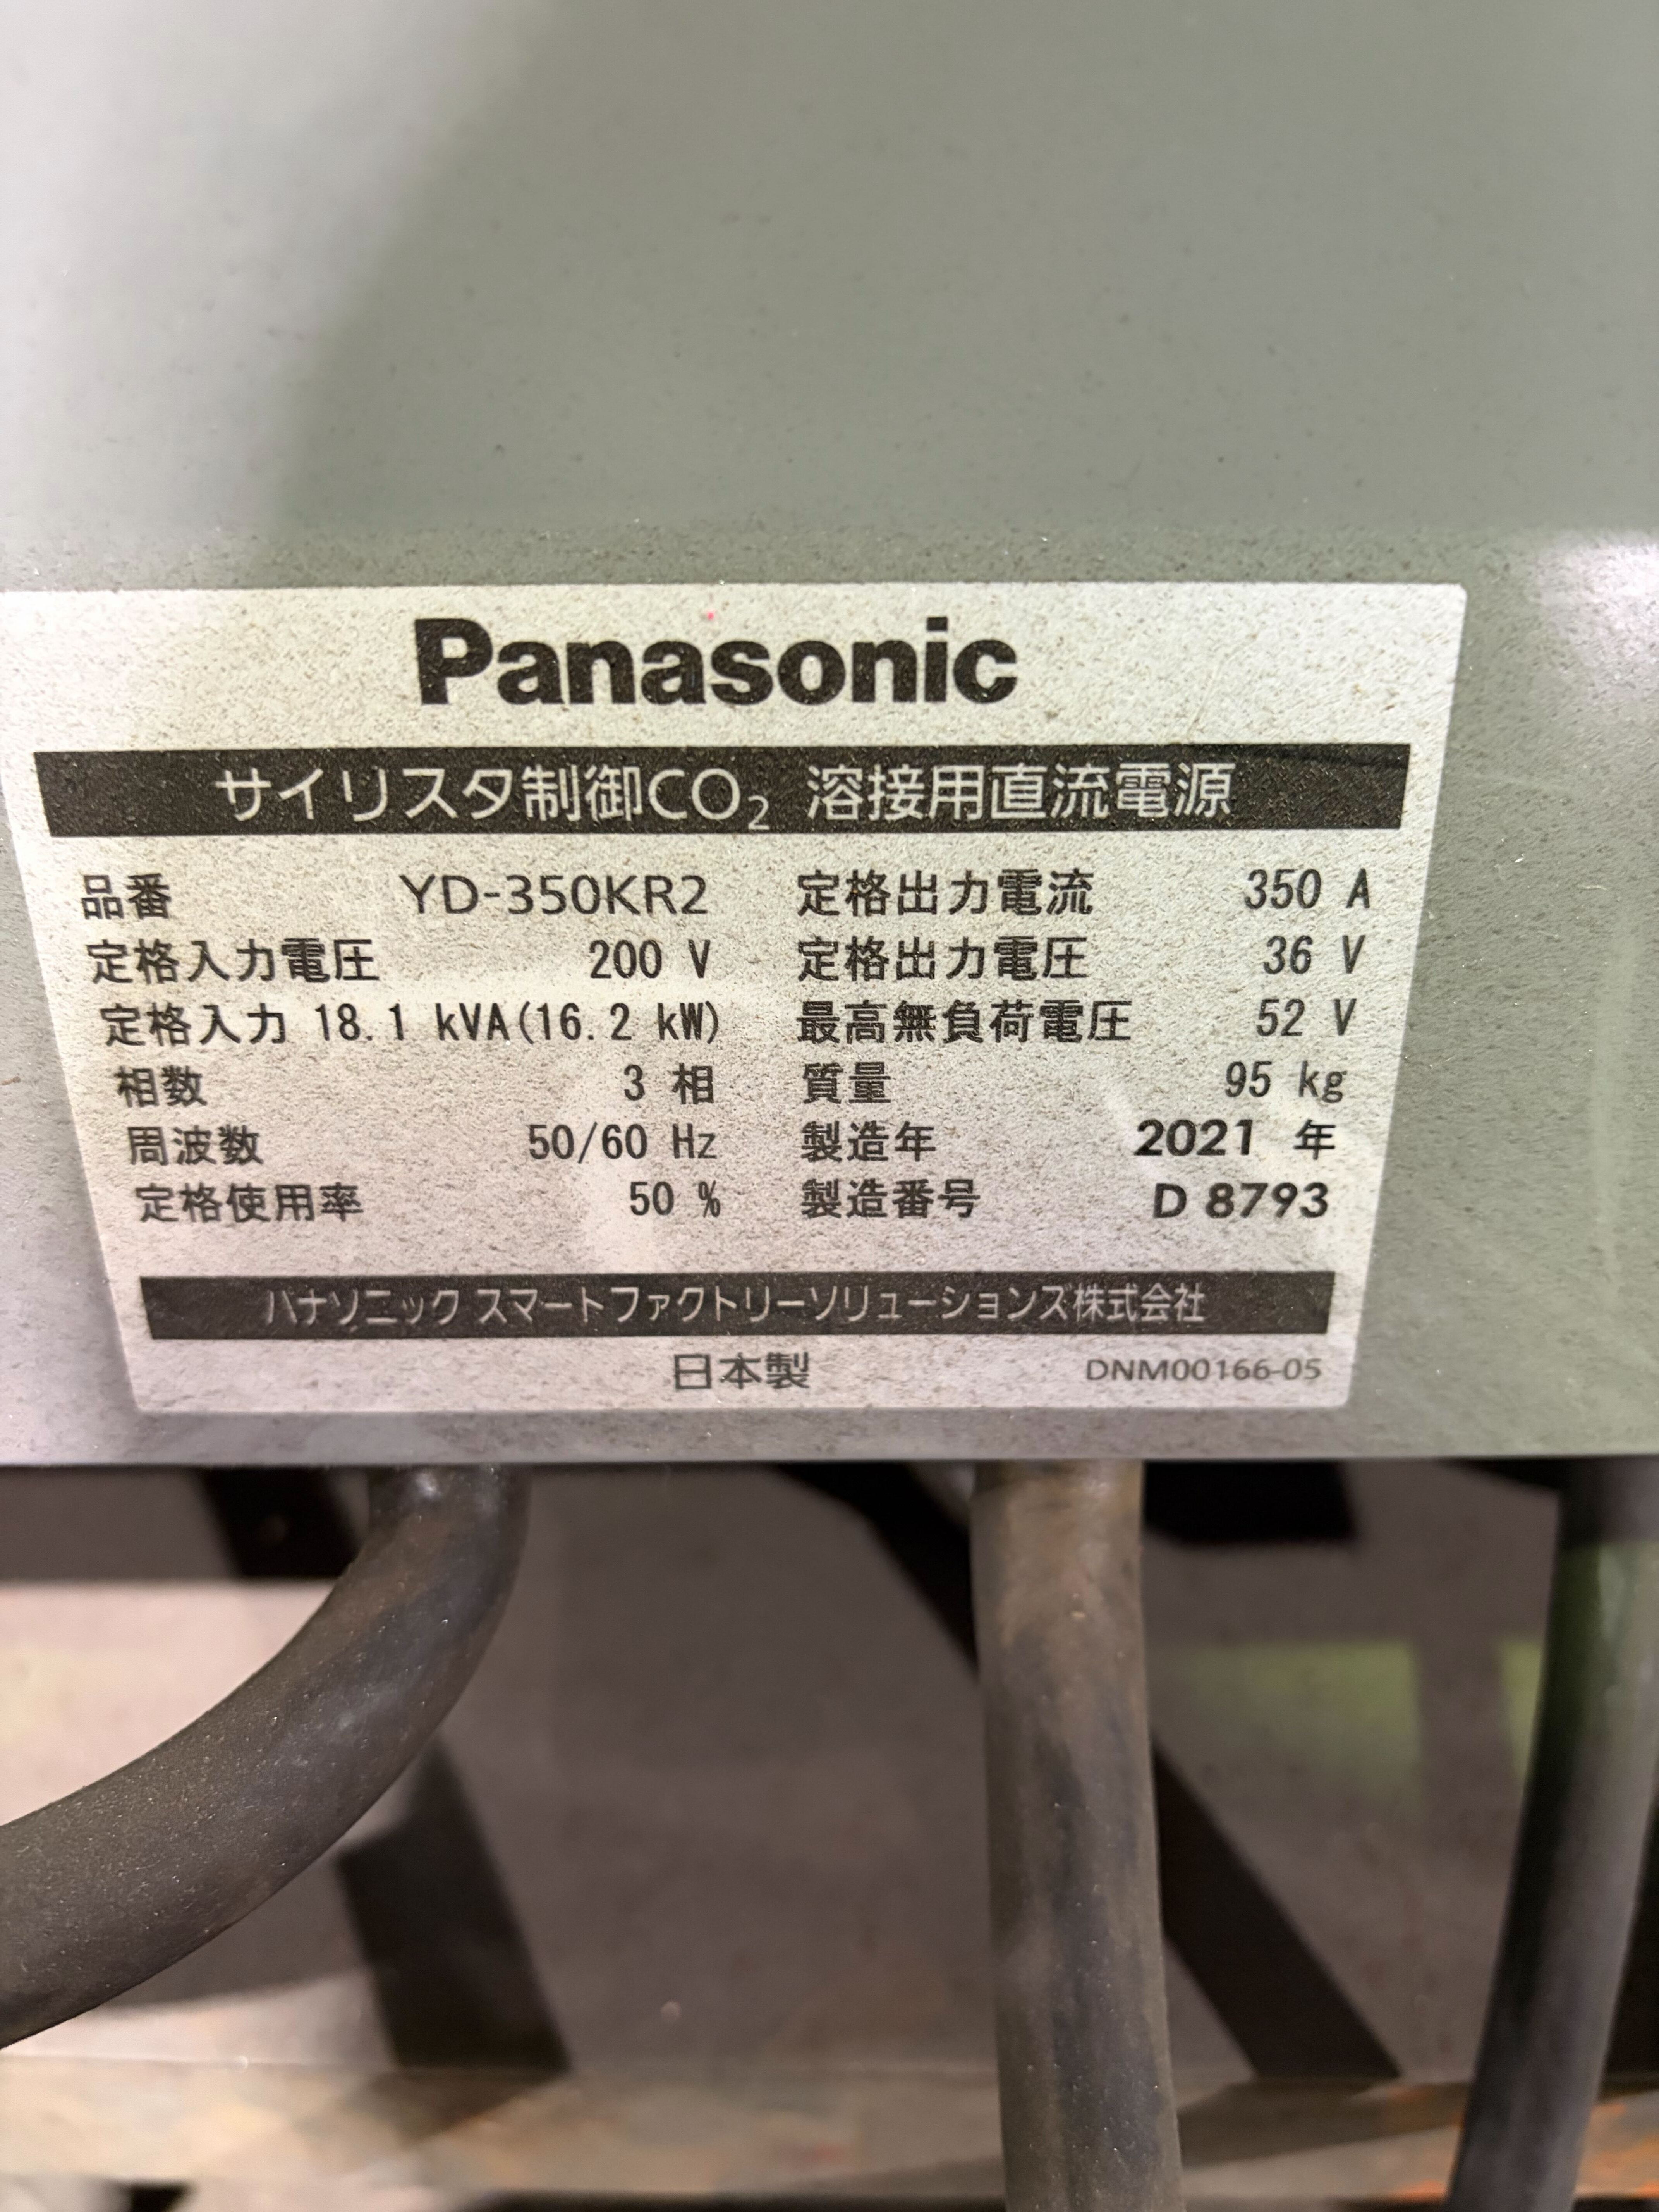 Panasonic
サイリスタ制御CO₂ 溶接用直流電源
品番 YD-350KR2 定格出力電流 350 A
定格入力電圧 200 V 定格出力電圧 36 V
定格入力 18.1 kVA(16.2 kW) 最高無負荷電圧 52 V
相数 3 相 質量 95 kg
周波数 50/60 Hz 製造年 2021 年
定格使用率 50 % 製造番号 D 8793
パナソニック スマートファクトリーソリューションズ株式会社
日本製 DNM00166-05